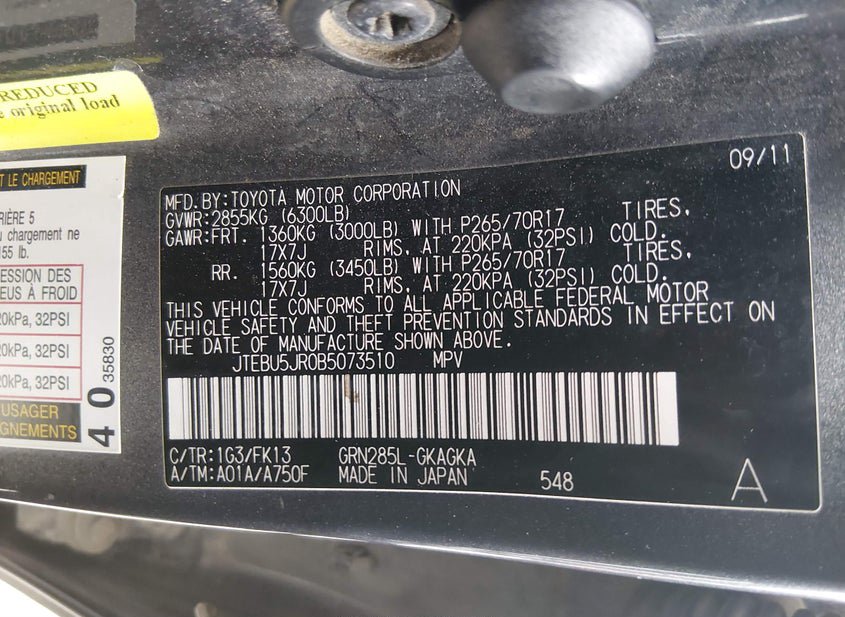 REDUCED
original load
T LE CHARGEMENT
RIÈRE 5
u chargement ne
155 lb.
ESSION DES
EUS À FROID
20kPa, 32PSI
20kPa, 32PSI
20kPa, 32PSI
USAGER
GNEMENTS
4 0 35830
09/11
MFD.BY:TOYOTA MOTOR CORPORATION
GVWR:2855KG (6300LB)
GAWR:FRT. 1360KG (3000LB) WITH P265/70R17 TIRES,
17X7J RIMS, AT 220KPA (32PSI) COLD.
RR. 1560KG (3450LB) WITH P265/70R17 TIRES,
17X7J RIMS, AT 220KPA (32PSI) COLD.
THIS VEHICLE CONFORMS TO ALL APPLICABLE FEDERAL MOTOR
VEHICLE SAFETY AND THEFT PREVENTION STANDARDS IN EFFECT ON
THE DATE OF MANUFACTURE SHOWN ABOVE.
JTEBU5JR0B5073510 MPV
C/TR:1G3/FK13 GRN285L-GKAGKA
A/TM:A01A/A750F MADE IN JAPAN 548 A